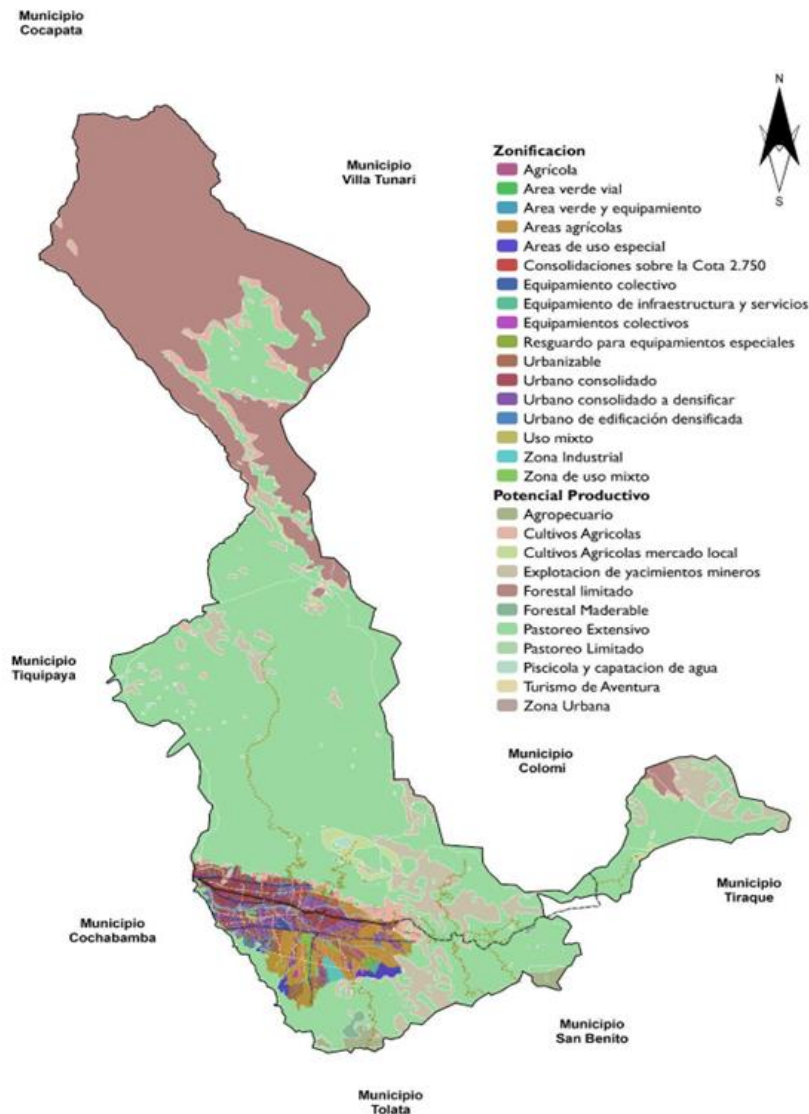 Municipio
Cocapata
N
Municipio
Villa Tunari
S
Zonificacion
Agrícola
Area verde vial
Area verde y equipamiento
Areas agrícolas
Areas de uso especial
Consolidaciones sobre la Cota 2.750
Equipamiento colectivo
Equipamiento de infraestructura y servicios
Equipamientos colectivos
Resguardo para equipamientos especiales
Urbanizable
Urbano consolidado
Urbano consolidado a densificar
Urbano de edificación densificada
Uso mixto
Zona Industrial
Zona de uso mixto
Potencial Productivo
Agropecuario
Cultivos Agricolas
Cultivos Agricolas mercado local
Explotacion de yacimientos mineros
Forestal limitado
Forestal Maderable
Pastoreo Extensivo
Pastoreo Limitado
Piscicola y capatacion de agua
Turismo de Aventura
Zona Urbana
Municipio
Tiquipaya
Municipio
Colomi
Municipio
Tiraque
Municipio
Cochabamba
Municipio
San Benito
Municipio
Tolata